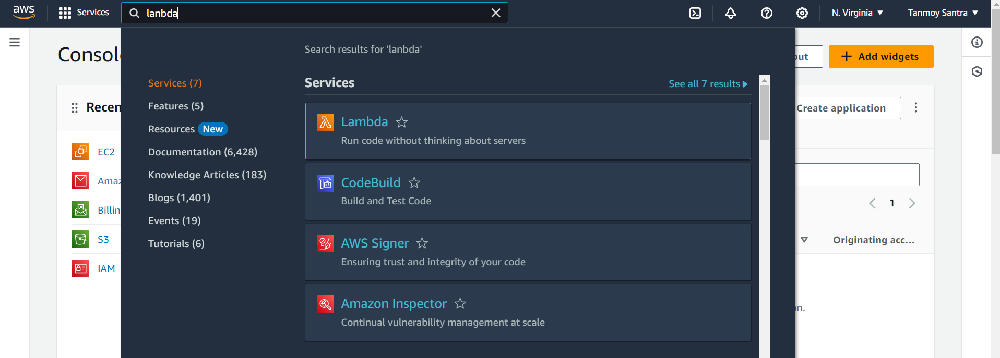 aws
Services
lanbda
N. Virginia
Tanmoy Santra
Consol
Search results for 'lanbda'
out
Add widgets
Services (7)
Features (5)
Resources New
Documentation (6,428)
Knowledge Articles (183)
Blogs (1,401)
Events (19)
Tutorials (6)
Services
See all 7 results
Lambda
Run code without thinking about servers
CodeBuild
Build and Test Code
AWS Signer
Ensuring trust and integrity of your code
Amazon Inspector
Continual vulnerability management at scale
Recen
EC2
Amaz
Billin
S3
IAM
Create application
1
Originating acc...
on.